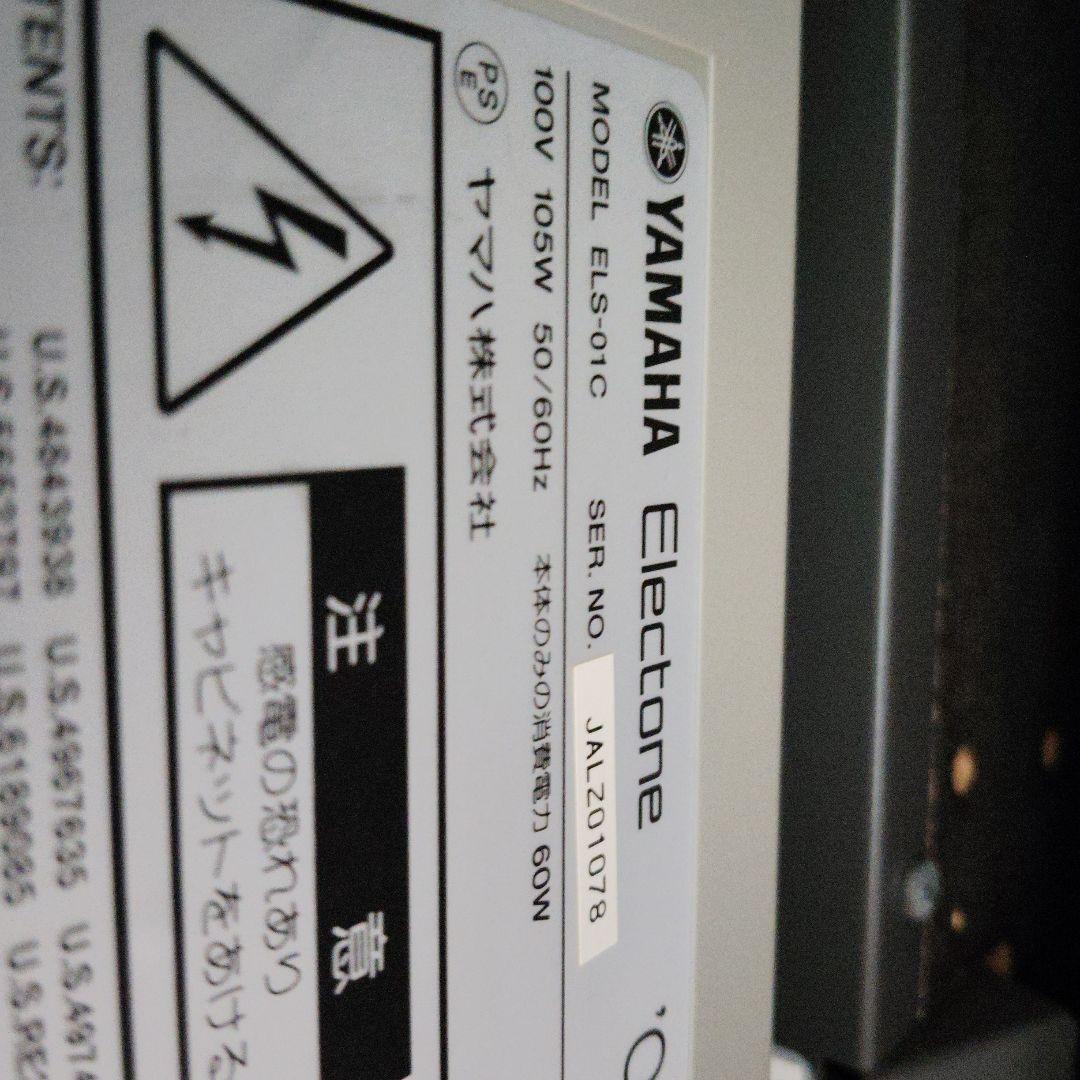 YAMAHA Electone
MODEL ELS-01C SER. NO. JALZ01078
100V 105W 50/60Hz 本体のみの消費電力 60W
PSE ヤマハ株式会社
注 意
感電の恐れあり
キャビネットをあける
TENTS:
U.S.4843938 U.S.4967635